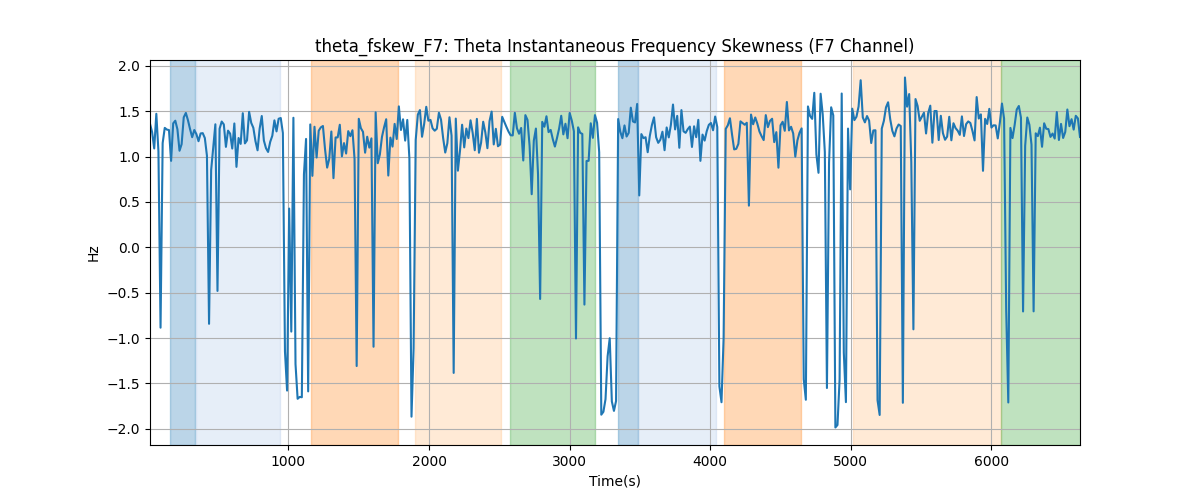 theta_fskew_F7: Theta Instantaneous Frequency Skewness (F7 Channel)
2.0
1.5
1.0
0.5
0.0
−0.5
−1.0
−1.5
−2.0
Hz
1000 2000 3000 4000 5000 6000
Time(s)